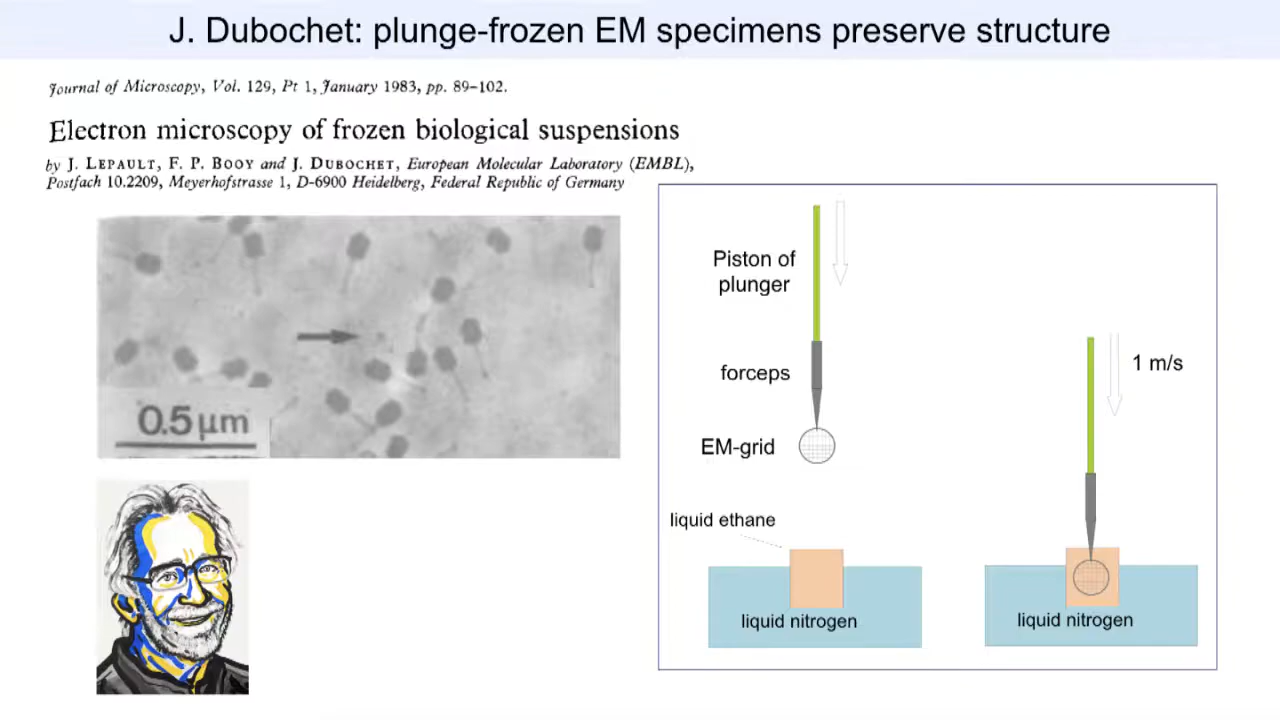 J. Dubochet: plunge-frozen EM specimens preserve structure
Journal of Microscopy, Vol. 129, Pt 1, January 1983, pp. 89–102.
Electron microscopy of frozen biological suspensions
by J. LEPAULT, F. P. BOOY and J. DUBOCHET, European Molecular Laboratory (EMBL),
Postfach 10.2209, Meyerhofstrasse 1, D-6900 Heidelberg, Federal Republic of Germany
0.5 µm
Piston of
plunger
forceps
EM-grid
liquid ethane
liquid nitrogen
1 m/s
liquid nitrogen